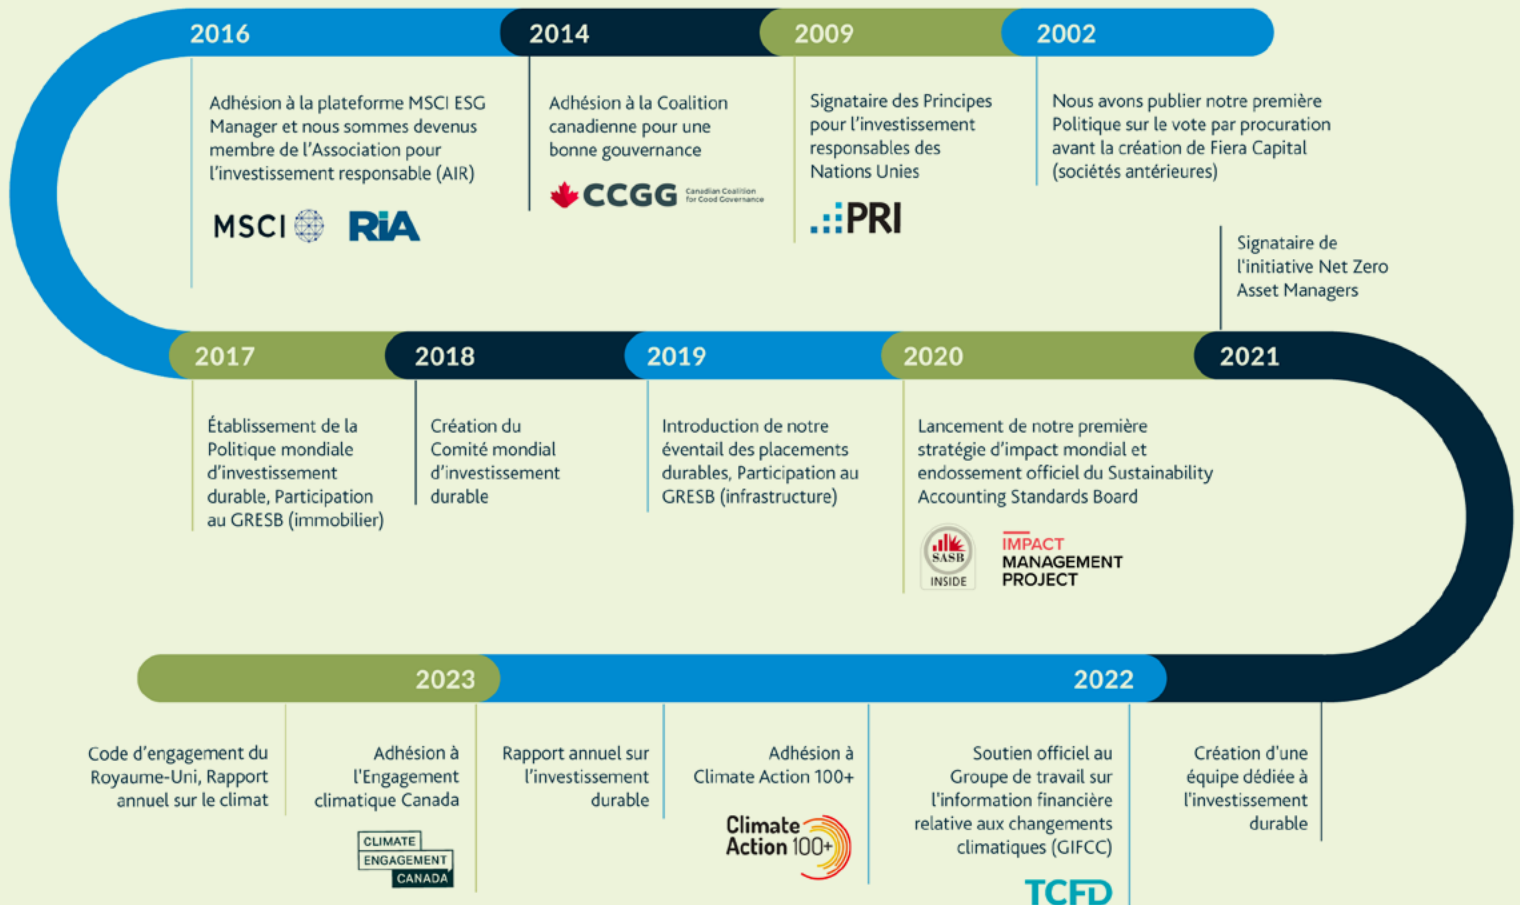 2016
Adhésion à la plateforme MSCI ESG
Manager et nous sommes devenus
membre de l'Association pour
l'investissement responsable (AIR)
MSCI
RiA
2014
Adhésion à la Coalition
canadienne pour une
bonne gouvernance
CCGG
Canadian Coalition
for Good Governance
2009
Signataire des Principes
pour l'investissement
responsables des
Nations Unies
PRI
2002
Nous avons publier notre première
Politique sur le vote par procuration
avant la création de Fiera Capital
(sociétés antérieures)
2017
Établissement de la
Politique mondiale
d'investissement
durable, Participation
au GRESB (immobilier)
2018
Création du
Comité mondial
d'investissement
durable
2019
Introduction de notre
éventail des placements
durables, Participation au
GRESB (infrastructure)
2020
Lancement de notre première
stratégie d'impact mondial et
endossement officiel du Sustainability
Accounting Standards Board
SASB
INSIDE
IMPACT
MANAGEMENT
PROJECT
Signataire de
l'initiative Net Zero
Asset Managers
2021
2023
Code d'engagement du
Royaume-Uni, Rapport
annuel sur le climat
Adhésion à
l'Engagement
climatique Canada
CLIMATE
ENGAGEMENT
CANADA
2022
Rapport annuel sur
l'investissement
durable
Adhésion à
Climate Action 100+
Climate
Action 100+
Soutien officiel au
Groupe de travail sur
l'information financière
relative aux changements
climatiques (GIFCC)
TCFD
Création d'une
équipe dédiée à
l'investissement
durable